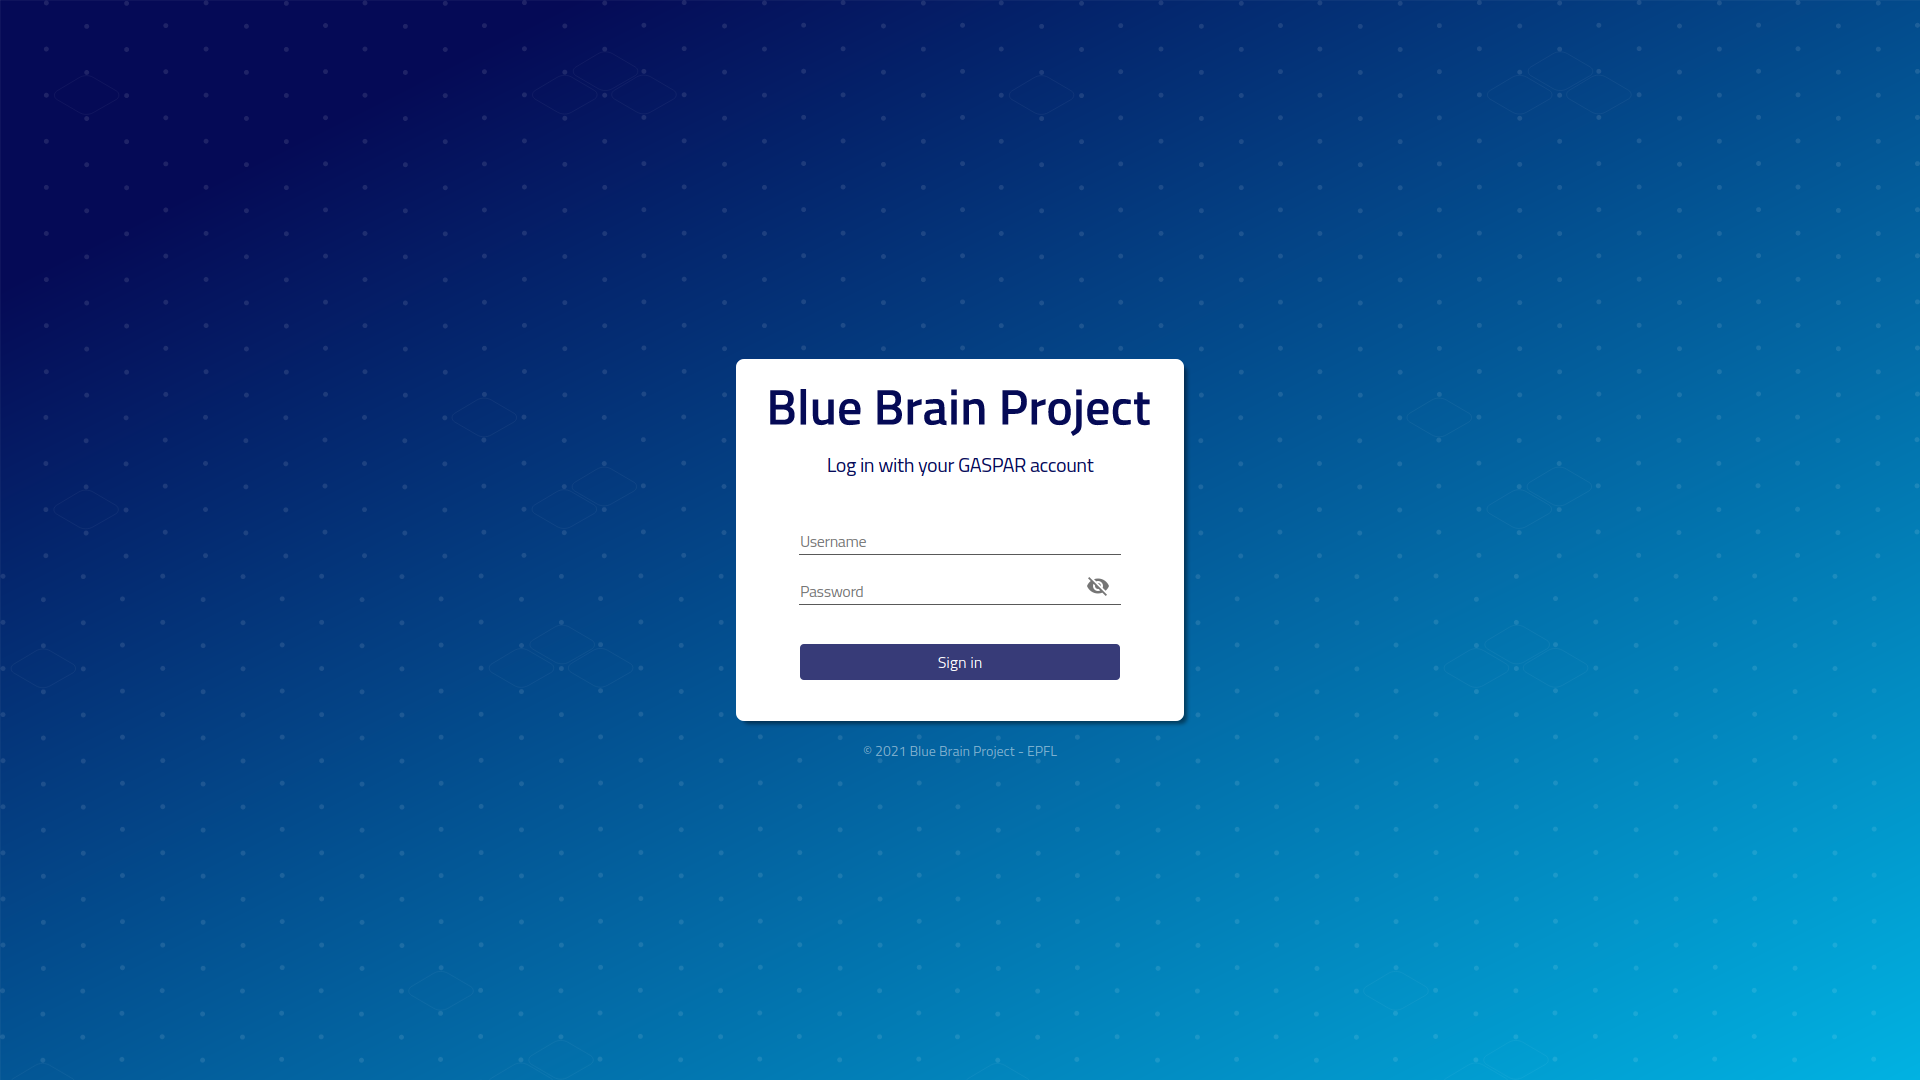 Blue Brain Project
Log in with your GASPAR account
Username
Password
Sign in
© 2021 Blue Brain Project - EPFL